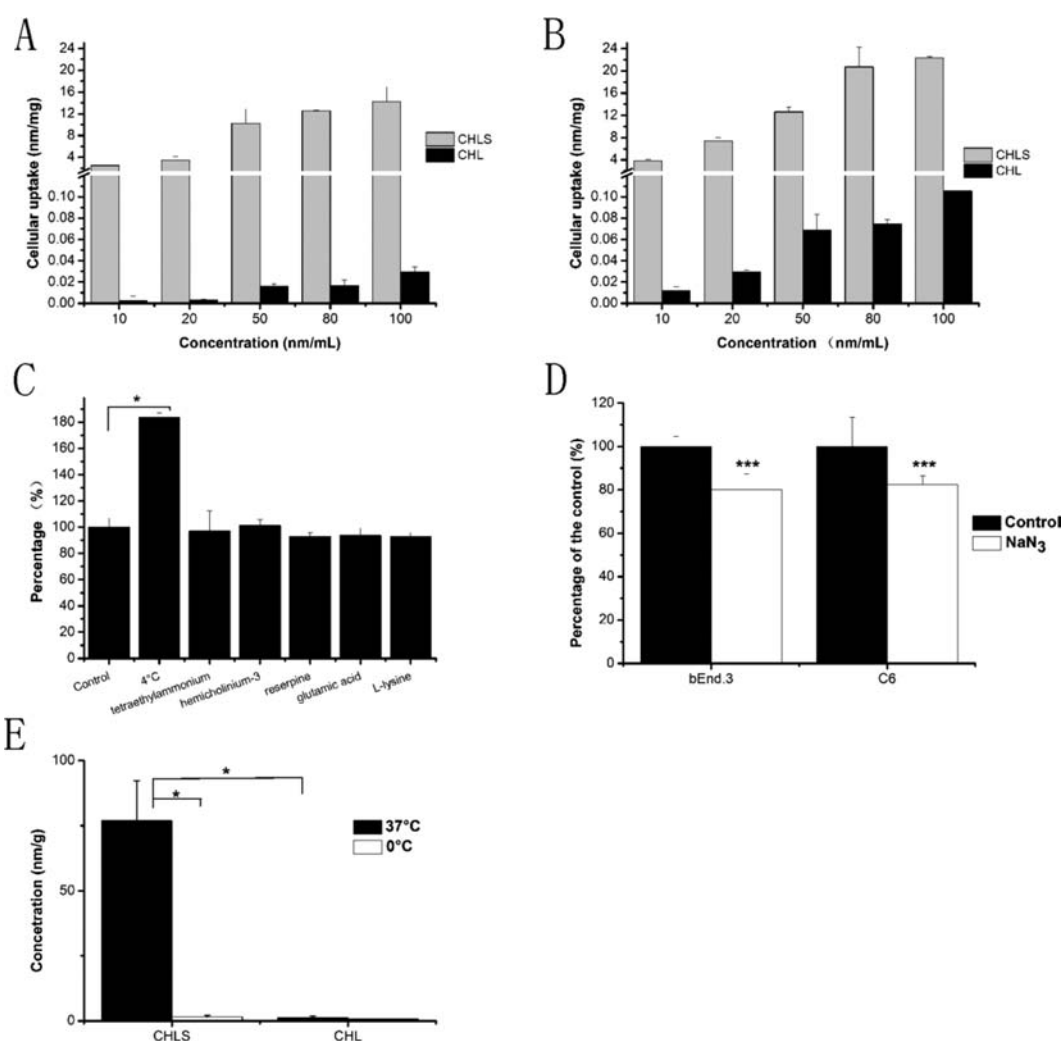 A
Cellular uptake (nm/mg)
24
20
16
12
8
4
0.10
0.08
0.06
0.04
0.02
0.00
10 20 50 80 100
Concentration (nm/mL)
CHLS
CHL
B
Cellular uptake (nm/mg)
24
20
16
12
8
4
0.10
0.08
0.06
0.04
0.02
0.00
10 20 50 80 100
Concentration （nm/mL)
CHLS
CHL
C
Percentage （%）
180
160
140
120
100
80
60
40
20
0
*
Control 4°C tetraethylammonium hemicholinium-3 reserpine glutamic acid L-lysine
D
Percentage of the control (%)
120
100
80
60
40
20
0
*** ***
bEnd.3 C6
Control
NaN3
E
Concetration (nm/g)
100
50
0
*
*
CHLS CHL
37°C
0°C